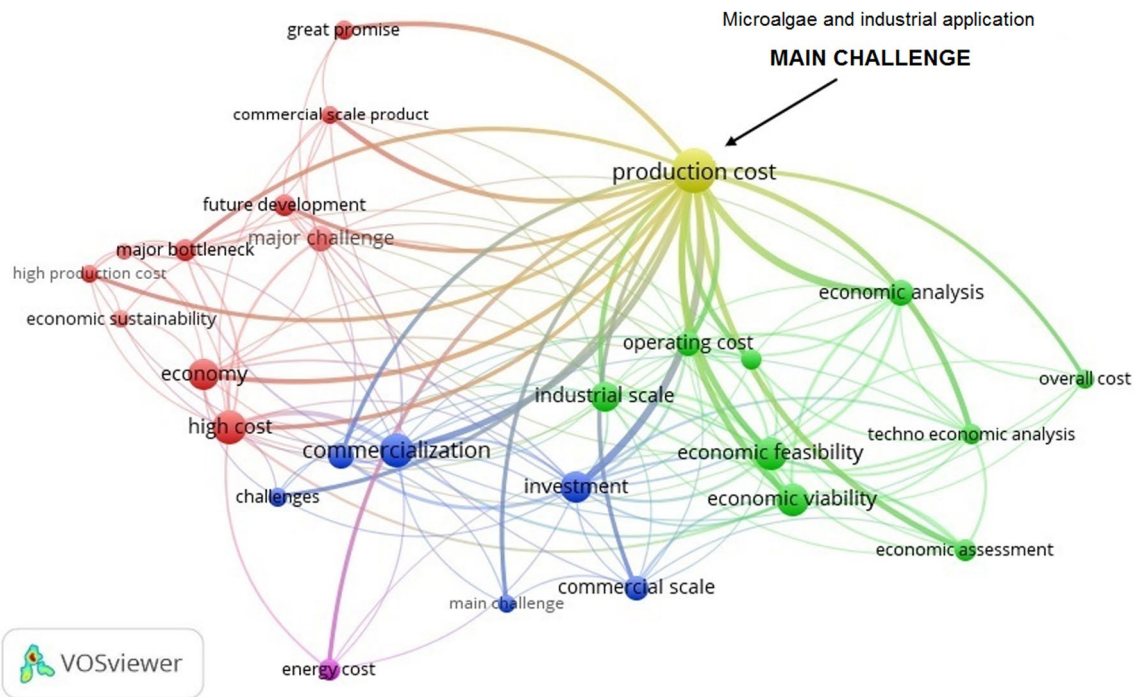 Microalgae and industrial application
MAIN CHALLENGE
great promise
commercial scale product
production cost
future development
major challenge
major bottleneck
high production cost
economic analysis
economic sustainability
operating cost
economy
overall cost
industrial scale
high cost
techno economic analysis
commercialization
economic feasibility
investment
challenges
economic viability
economic assessment
commercial scale
main challenge
energy cost
VOSviewer